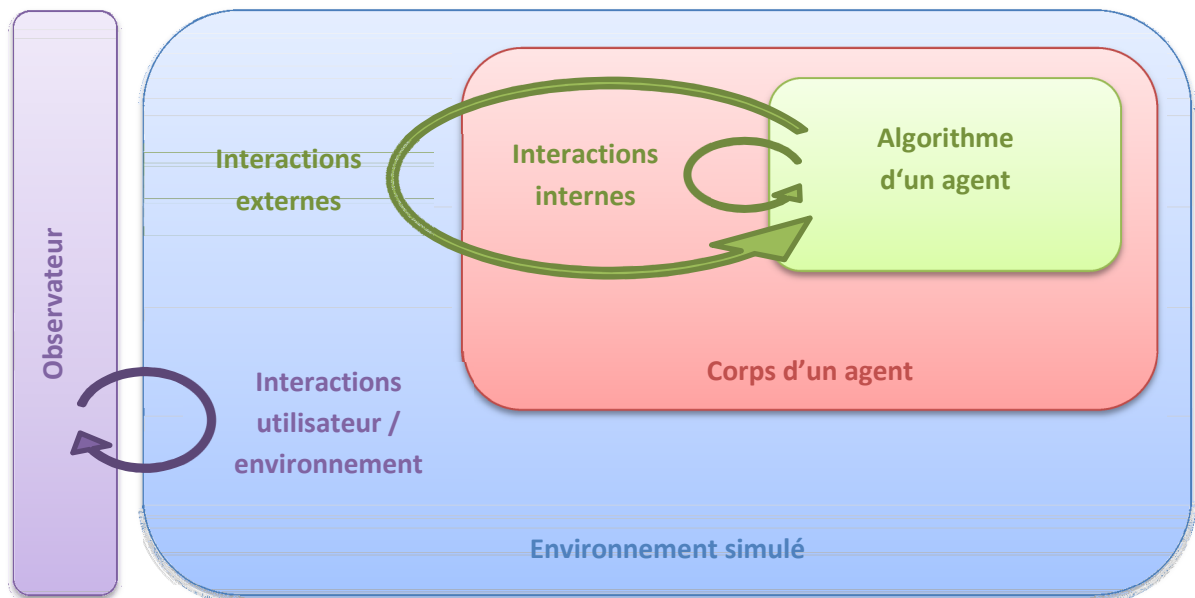 Observateur
Interactions
externes
Interactions
internes
Algorithme
d‘un agent
Corps d’un agent
Interactions
utilisateur /
environnement
Environnement simulé